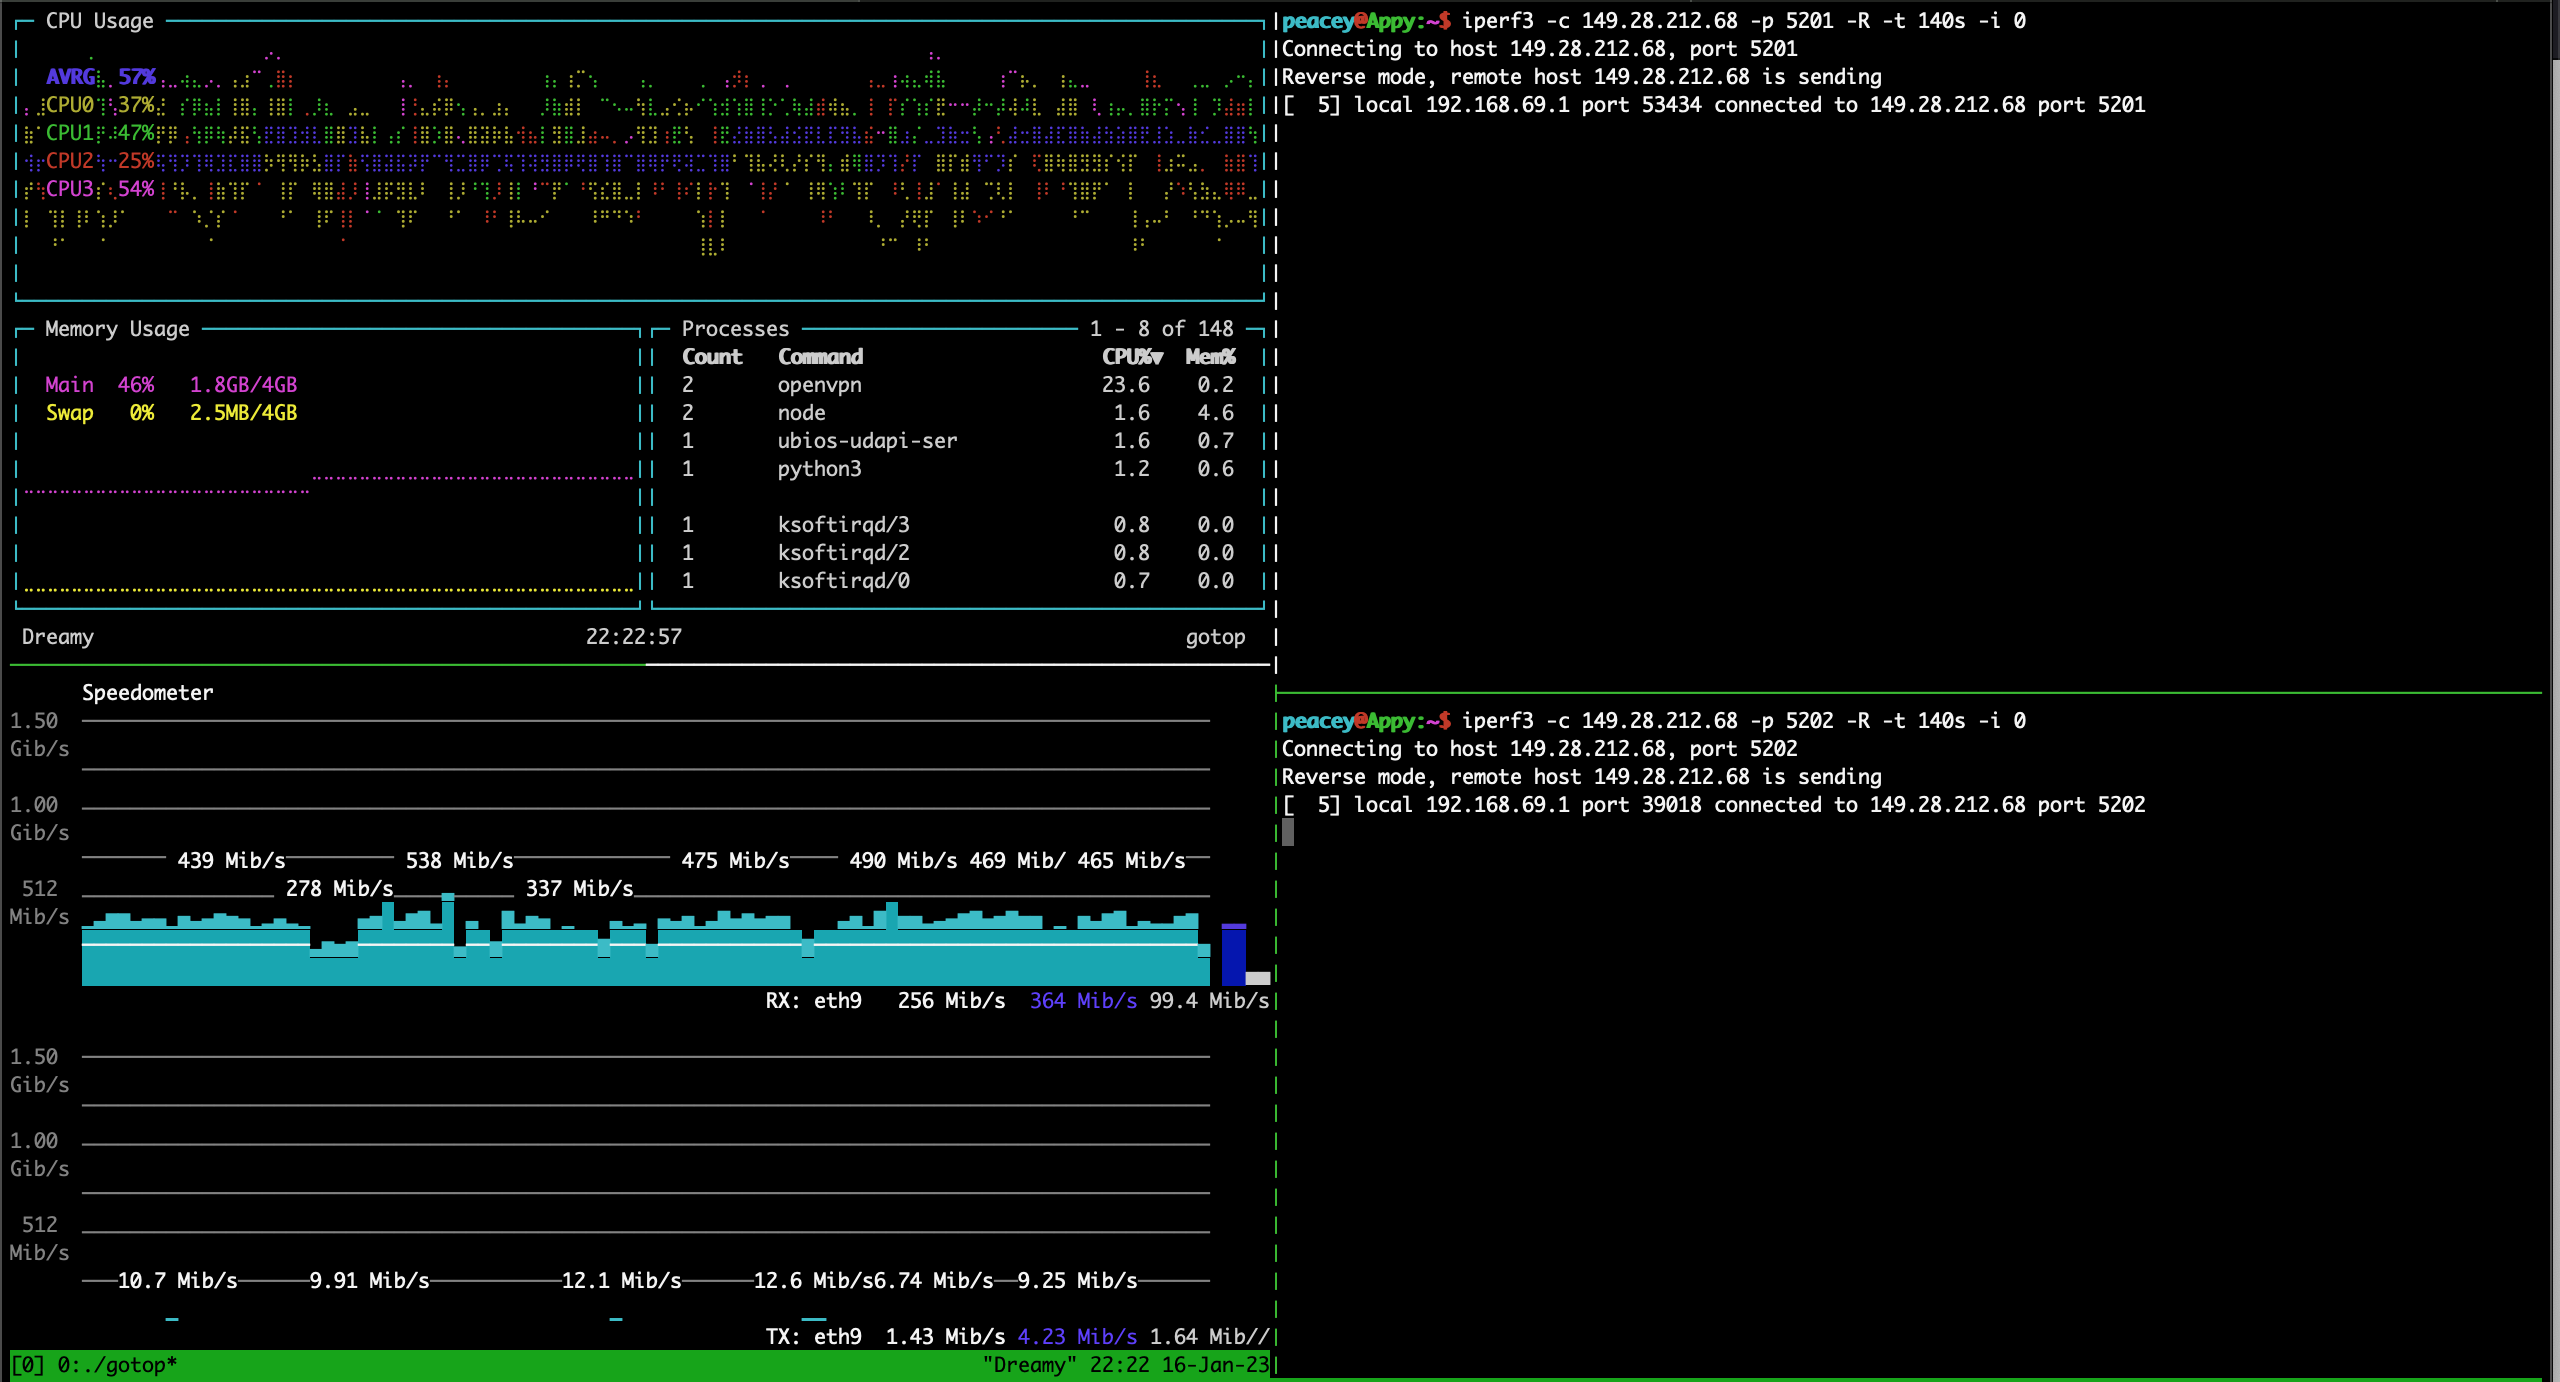 CPU Usage
AVRG 57%
CPU0 37%
CPU1 47%
CPU2 25%
CPU3 54%
Memory Usage
Main 46% 1.8GB/4GB
Swap 0% 2.5MB/4GB
Processes 1 - 8 of 148
Count Command CPU%▼ Mem%
2 openvpn 23.6 0.2
2 node 1.6 4.6
1 ubios-udapi-ser 1.6 0.7
1 python3 1.2 0.6
1 ksoftirqd/3 0.8 0.0
1 ksoftirqd/2 0.8 0.0
1 ksoftirqd/0 0.7 0.0
Dreamy 22:22:57 gotop
Speedometer
1.50
Gib/s
1.00
Gib/s
439 Mib/s 538 Mib/s 475 Mib/s 490 Mib/s 469 Mib/ 465 Mib/s
512 278 Mib/s 337 Mib/s
Mib/s
RX: eth9 256 Mib/s 364 Mib/s 99.4 Mib/s
1.50
Gib/s
1.00
Gib/s
512
Mib/s
10.7 Mib/s 9.91 Mib/s 12.1 Mib/s 12.6 Mib/s6.74 Mib/s 9.25 Mib/s
TX: eth9 1.43 Mib/s 4.23 Mib/s 1.64 Mib//
[0] 0:./gotop* "Dreamy" 22:22 16-Jan-23
peacey@Appy:~$ iperf3 -c 149.28.212.68 -p 5201 -R -t 140s -i 0
Connecting to host 149.28.212.68, port 5201
Reverse mode, remote host 149.28.212.68 is sending
[  5] local 192.168.69.1 port 53434 connected to 149.28.212.68 port 5201
peacey@Appy:~$ iperf3 -c 149.28.212.68 -p 5202 -R -t 140s -i 0
Connecting to host 149.28.212.68, port 5202
Reverse mode, remote host 149.28.212.68 is sending
[  5] local 192.168.69.1 port 39018 connected to 149.28.212.68 port 5202